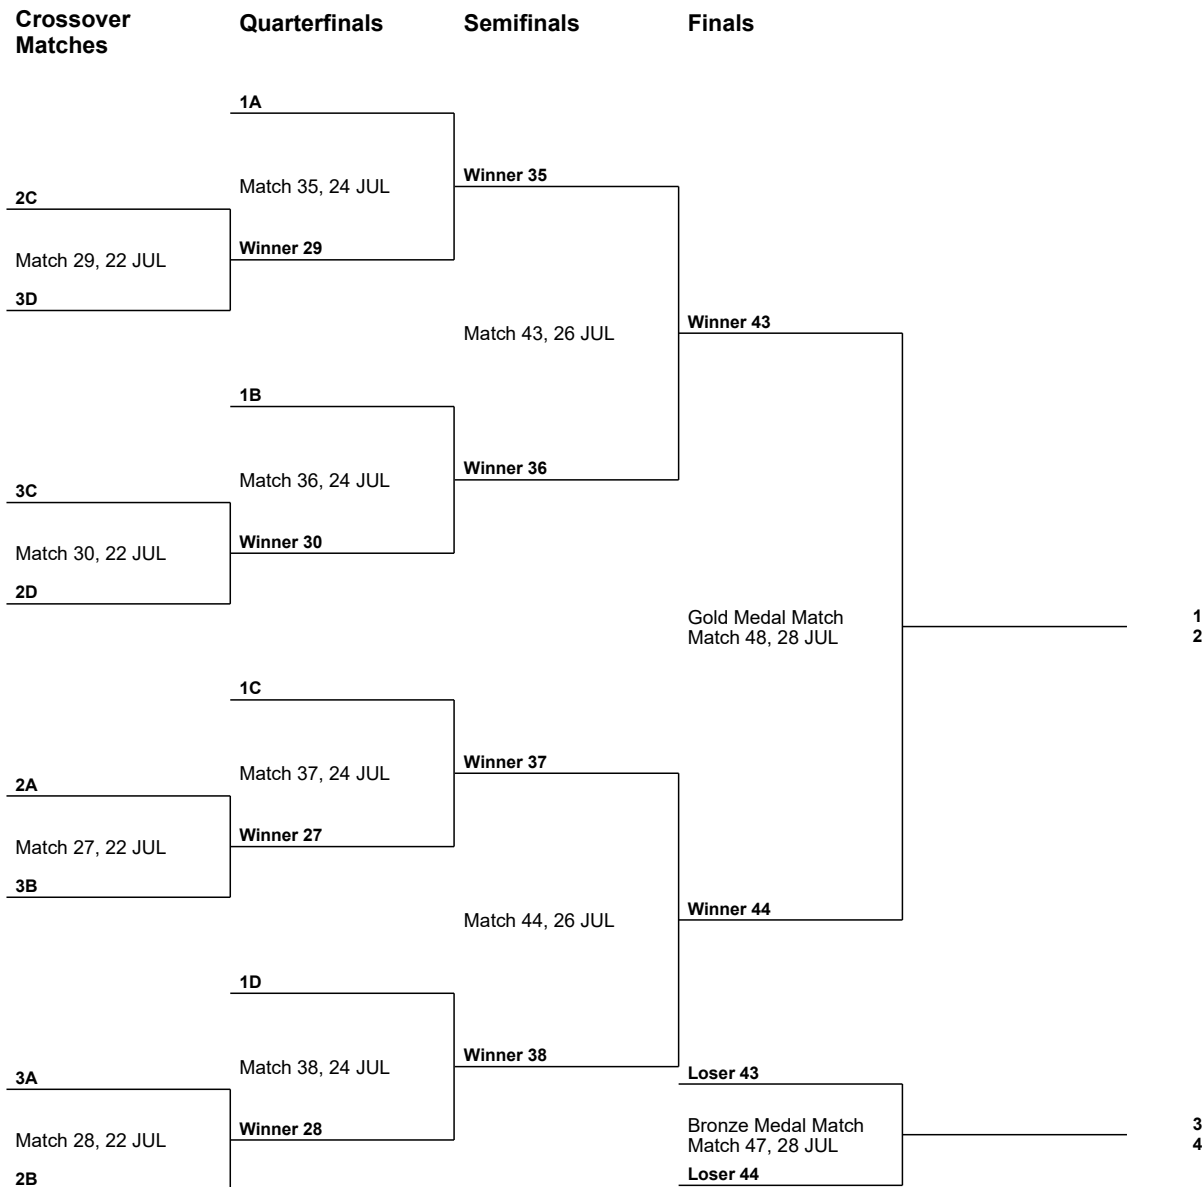 Crossover
Matches
Quarterfinals
Semifinals
Finals
1A
Match 35, 24 JUL
Winner 35
2C
Winner 29
Match 29, 22 JUL
3D
Match 43, 26 JUL
Winner 43
1B
Match 36, 24 JUL
Winner 36
3C
Winner 30
Match 30, 22 JUL
2D
Gold Medal Match
Match 48, 28 JUL
1
2
1C
Match 37, 24 JUL
Winner 37
2A
Winner 27
Match 27, 22 JUL
3B
Match 44, 26 JUL
Winner 44
1D
Match 38, 24 JUL
Winner 38
3A
Winner 28
Match 28, 22 JUL
2B
Loser 43
Bronze Medal Match
Match 47, 28 JUL
Loser 44
3
4